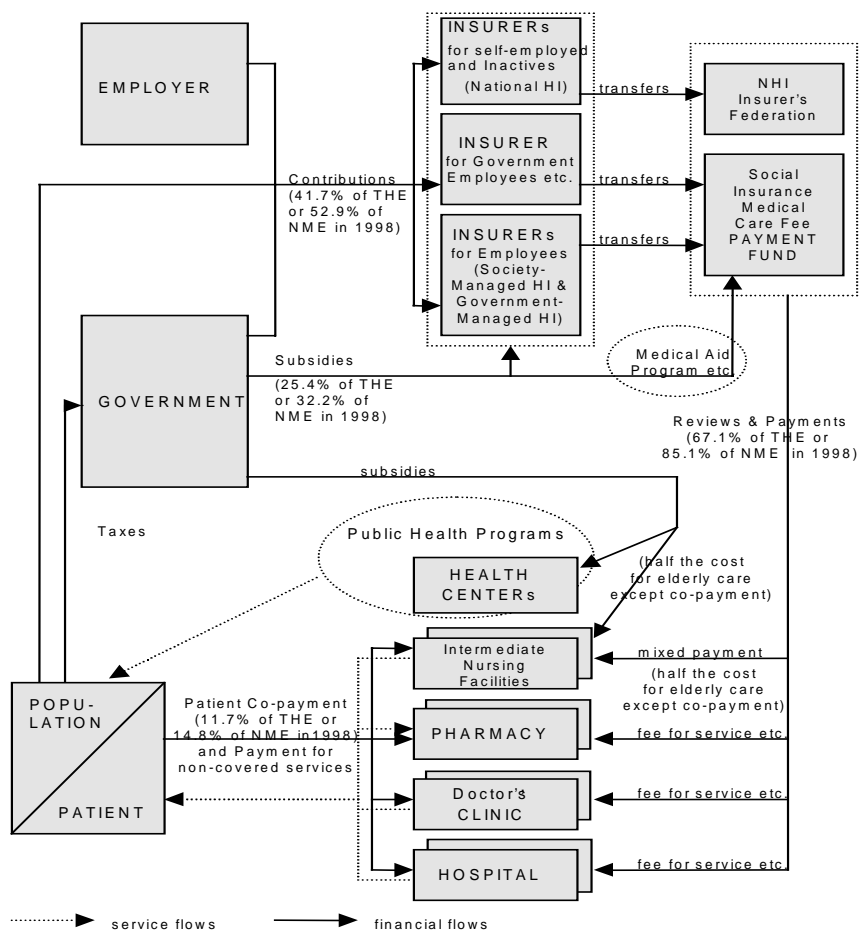 EMPLOYER
INSURERs
for self-employed
and Inactives
(National HI)
transfers
NHI
Insurer's
Federation
INSURER
for Government
Employees etc.
transfers
Social
Insurance
Medical
Care Fee
PAYMENT
FUND
Contributions
(41.7% of THE
or 52.9% of
NME in 1998)
INSURERs
for Employees
(Society-
Managed HI &
Government-
Managed HI)
transfers
GOVERNMENT
Subsidies
(25.4% of THE
or 32.2% of
NME in 1998)
Medical Aid
Program etc.
Reviews & Payments
(67.1% of THE or
85.1% of NME in 1998)
subsidies
Taxes
Public Health Programs
HEALTH
CENTERs
(half the cost
for elderly care
except co-payment)
Intermediate
Nursing
Facilities
mixed payment
(half the cost
for elderly care
except co-payment)
POPU-
LATION
PATIENT
Patient Co-payment
(11.7% of THE or
14.8% of NME in1998)
and Payment for
non-covered services
PHARMACY
fee for service etc.
Doctor's
CLINIC
fee for service etc.
HOSPITAL
fee for service etc.
service flows
financial flows